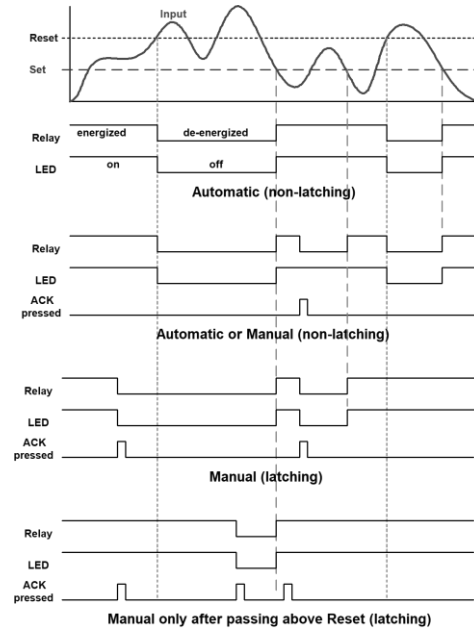 Input
Reset
Set
energized de-energized
Relay
on off
LED
Automatic (non-latching)
Relay
LED
ACK
pressed
Automatic or Manual (non-latching)
Relay
LED
ACK
pressed
Manual (latching)
Relay
LED
ACK
pressed
Manual only after passing above Reset (latching)